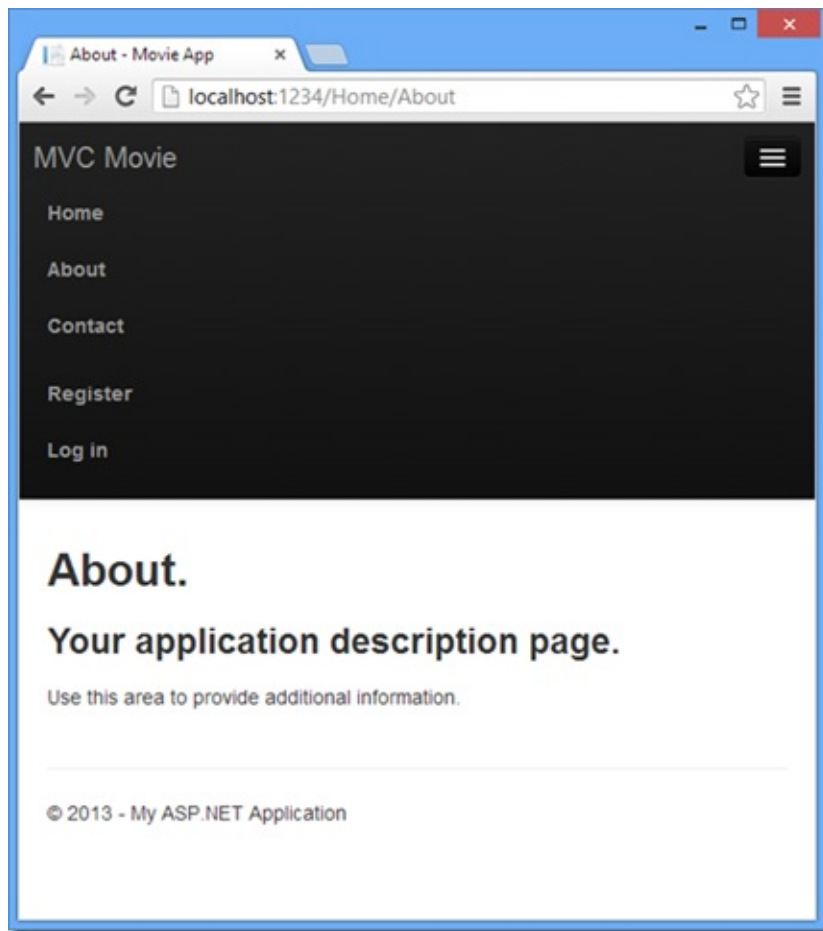 About - Movie App
localhost:1234/Home/About
MVC Movie
Home
About
Contact
Register
Log in
About.
Your application description page.
Use this area to provide additional information.
© 2013 - My ASP.NET Application